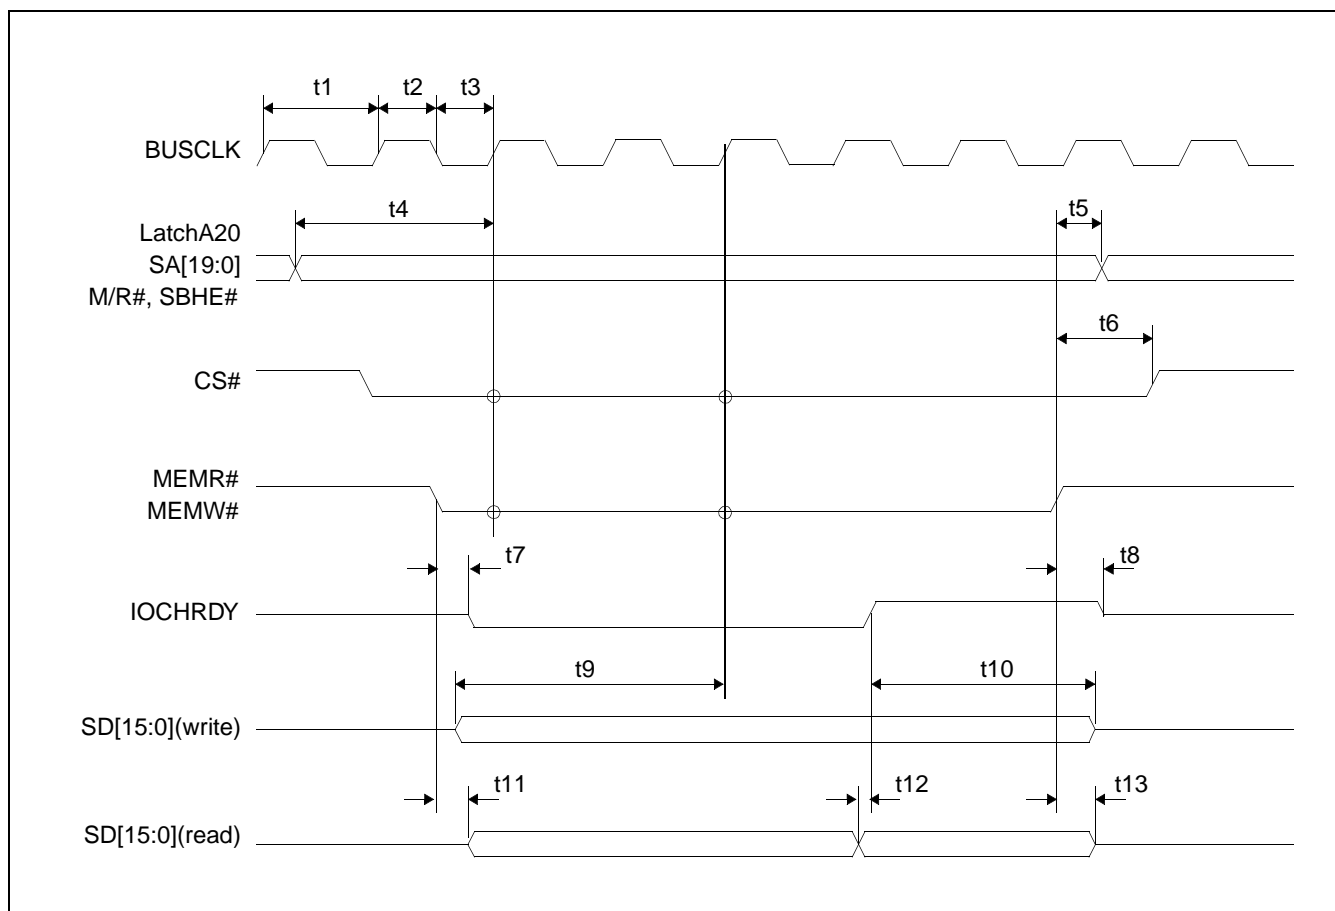 t1
t2
t3
BUSCLK
t4
t5
LatchA20
SA[19:0]
M/R#, SBHE#
t6
CS#
MEMR#
MEMW#
t7
t8
IOCHRDY
t9
t10
SD[15:0](write)
t11
t12
t13
SD[15:0](read)